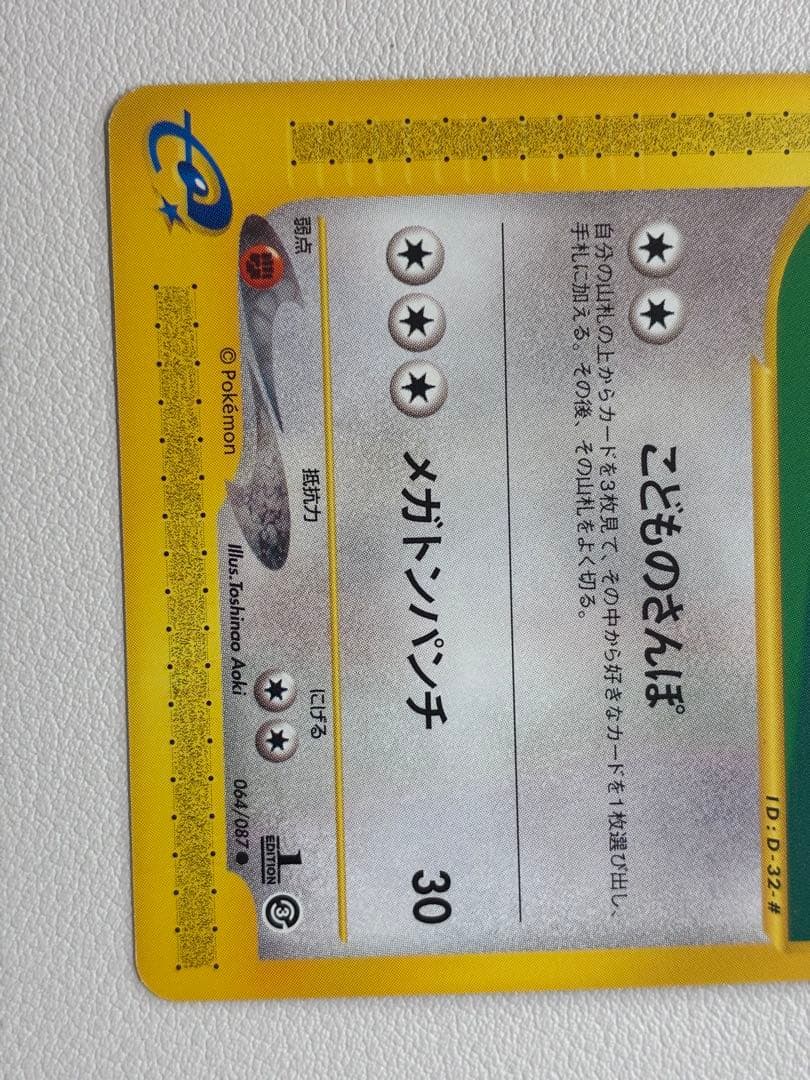 ID:D-32-#
こどものさんぽ
自分の山札の上からカードを3枚見て、その中から好きなカードを1枚選び出し、
手札に加える。その後、その山札をよく切る。
メガトンパンチ 30
弱点 抵抗力 にげる
© Pokémon Illus.Toshinao Aoki 064/087 ●
1
EDITION
3
e